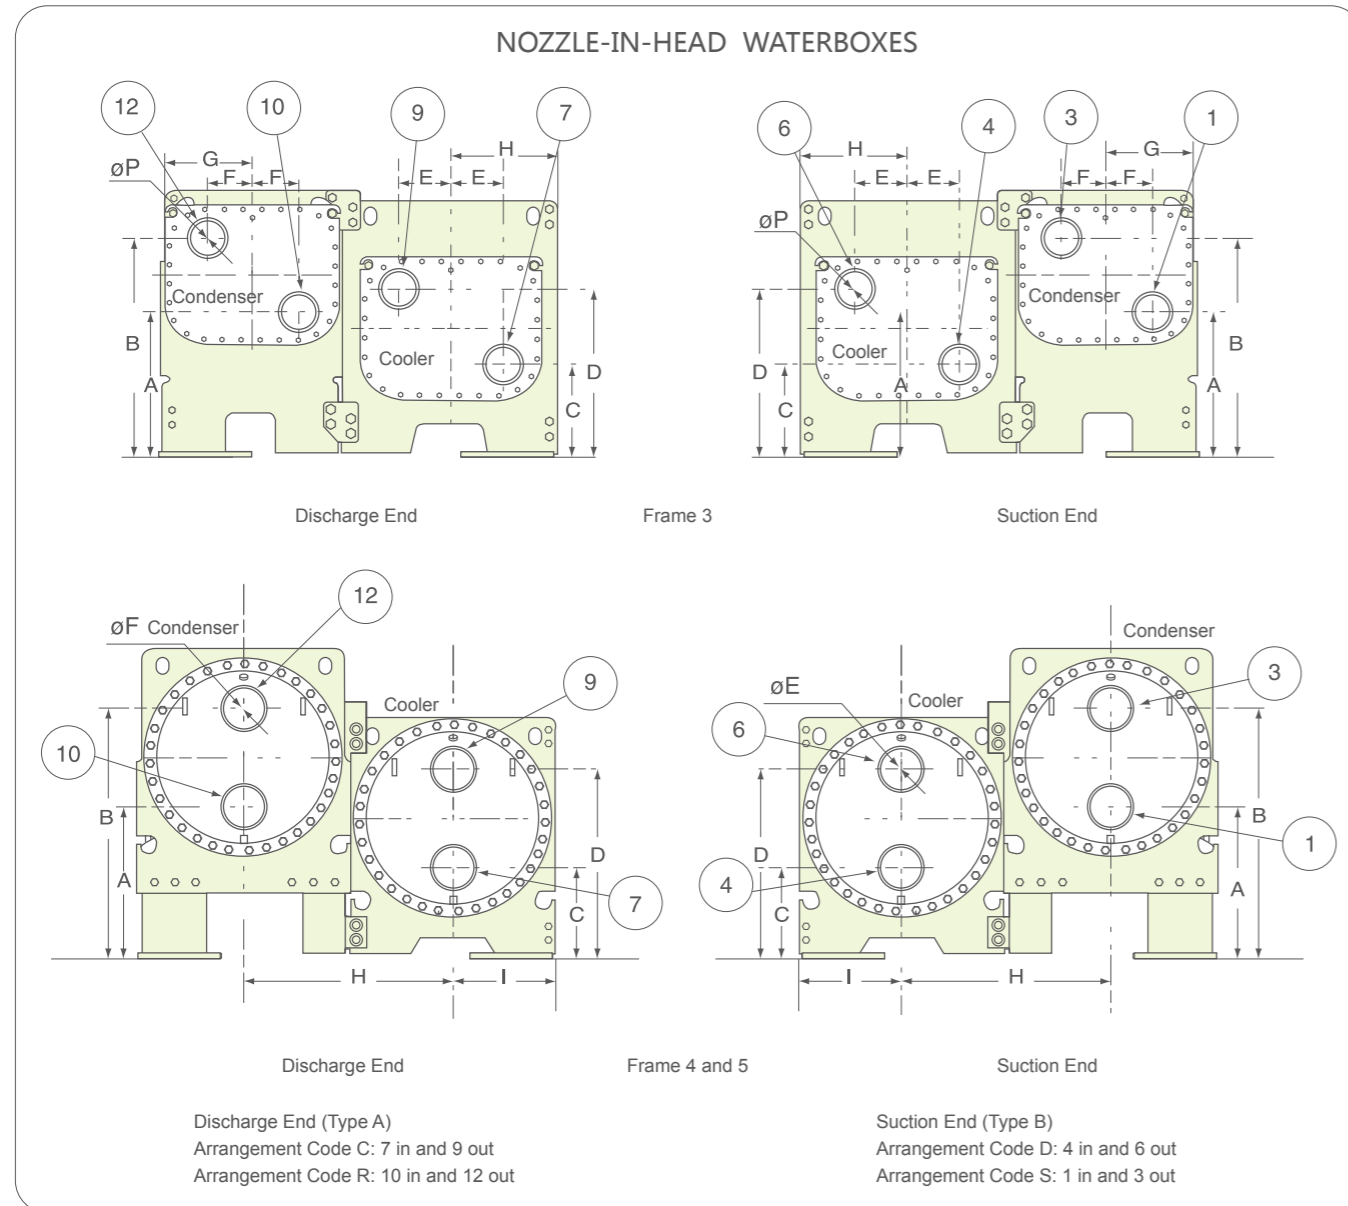 NOZZLE-IN-HEAD WATERBOXES
12
10
9
7
6
4
3
1
G
H
H
G
øP
F
F
E
E
øP
E
E
F
F
Condenser
Cooler
B
A
D
C
Condenser
Cooler
D
C
A
B
A
Discharge End
Frame 3
Suction End
12
øF
Condenser
9
Cooler
10
B
A
D
C
7
H
I
Condenser
3
øE
Cooler
6
D
4
C
B
1
A
I
H
Discharge End
Frame 4 and 5
Suction End
Discharge End (Type A)
Arrangement Code C: 7 in and 9 out
Arrangement Code R: 10 in and 12 out
Suction End (Type B)
Arrangement Code D: 4 in and 6 out
Arrangement Code S: 1 in and 3 out